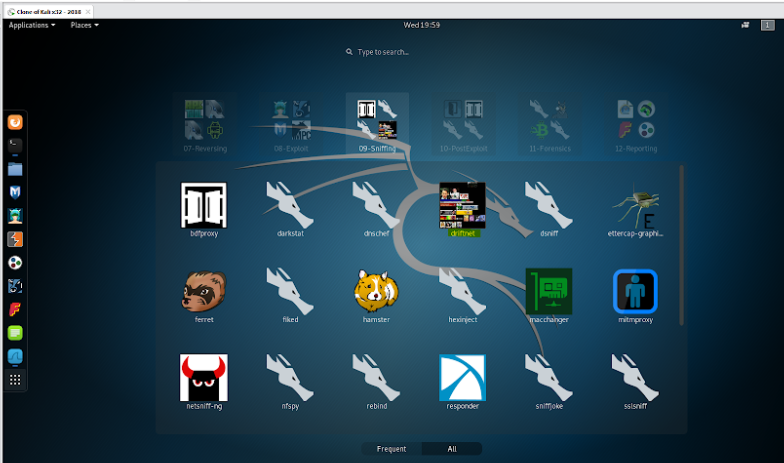 Clone of Kali x32 - 2018
Applications Places
Wed 19:59
1
Type to search...
07-Reversing 08-Exploit 09-Sniffing 10-PostExploit 11-Forensics 12-Reporting
bdfproxy darkstat dnschef driftnet dsniff ettercap-graphi...
ferret fiked hamster hexinject macchanger mitmproxy
netsniff-ng nfspy rebind responder sniffjoke sslsniff
Frequent All